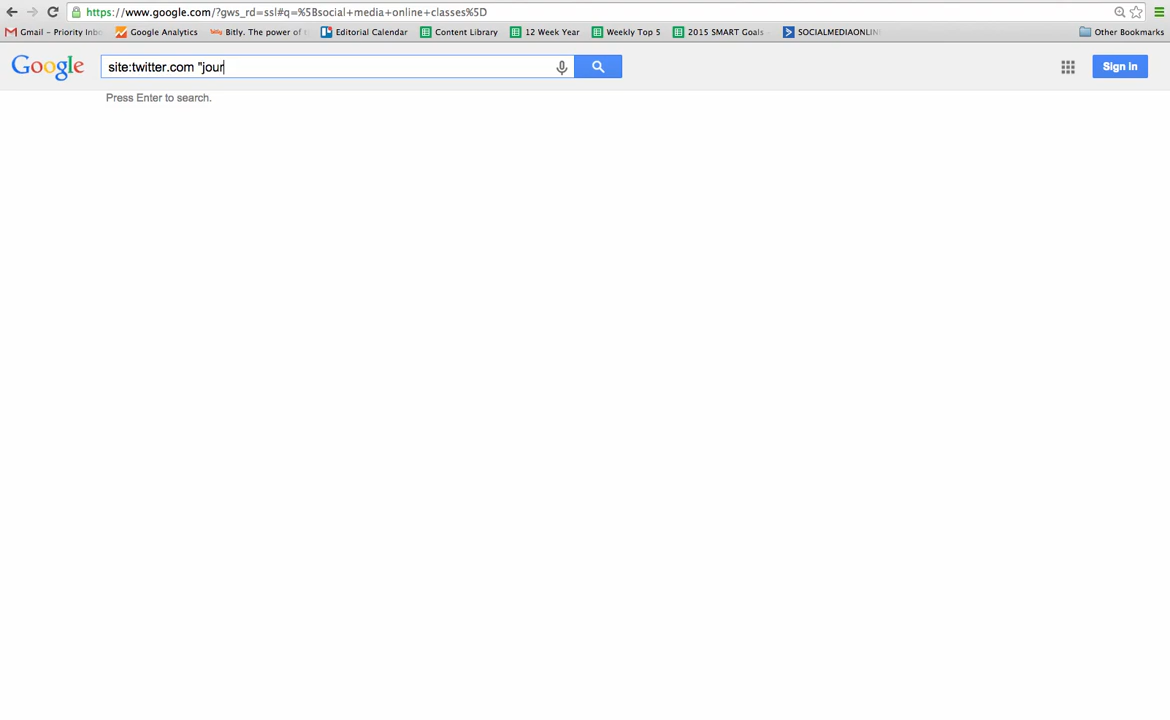 https://www.google.com/?gws_rd=ssl#q=%5Bsocial+media+online+classes%5D
Gmail - Priority Inbo Google Analytics Bitly. The power of Editorial Calendar Content Library 12 Week Year Weekly Top 5 2015 SMART Goals SOCIALMEDIAONLIN Other Bookmarks
Google site:twitter.com "jour Sign in
Press Enter to search.